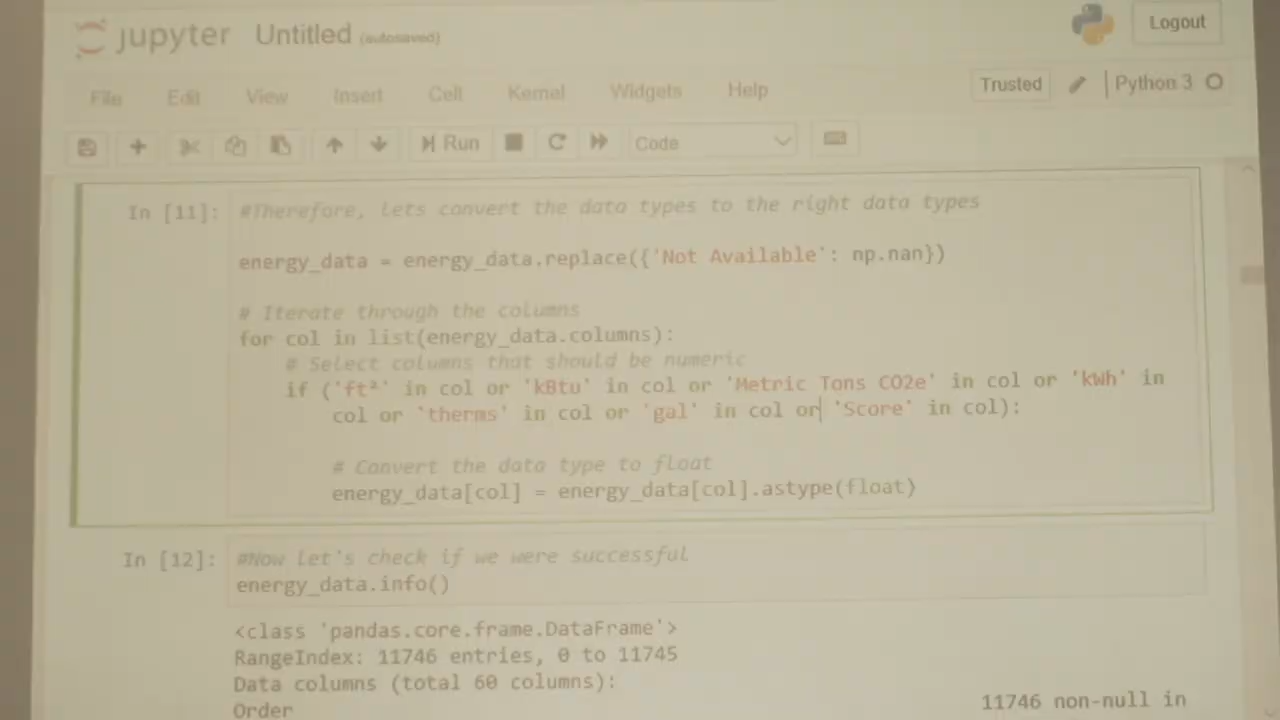 jupyter Untitled (autosaved)
Logout
File Edit View Insert Cell Kernel Widgets Help
Trusted Python 3
Run Code
In [11]: #Therefore, Lets convert the data types to the right data types
energy_data = energy_data.replace({'Not Available': np.nan})
# Iterate through the columns
for col in list(energy_data.columns):
# Select columns that should be numeric
if ('ft²' in col or 'kBtu' in col or 'Metric Tons CO2e' in col or 'kWh' in
col or 'therms' in col or 'gal' in col or 'Score' in col):
# Convert the data type to float
energy_data[col] = energy_data[col].astype(float)
In [12]: #Now Let's check if we were successful
energy_data.info()
<class 'pandas.core.frame.DataFrame'>
RangeIndex: 11746 entries, 0 to 11745
Data columns (total 60 columns):
Order 11746 non-null in